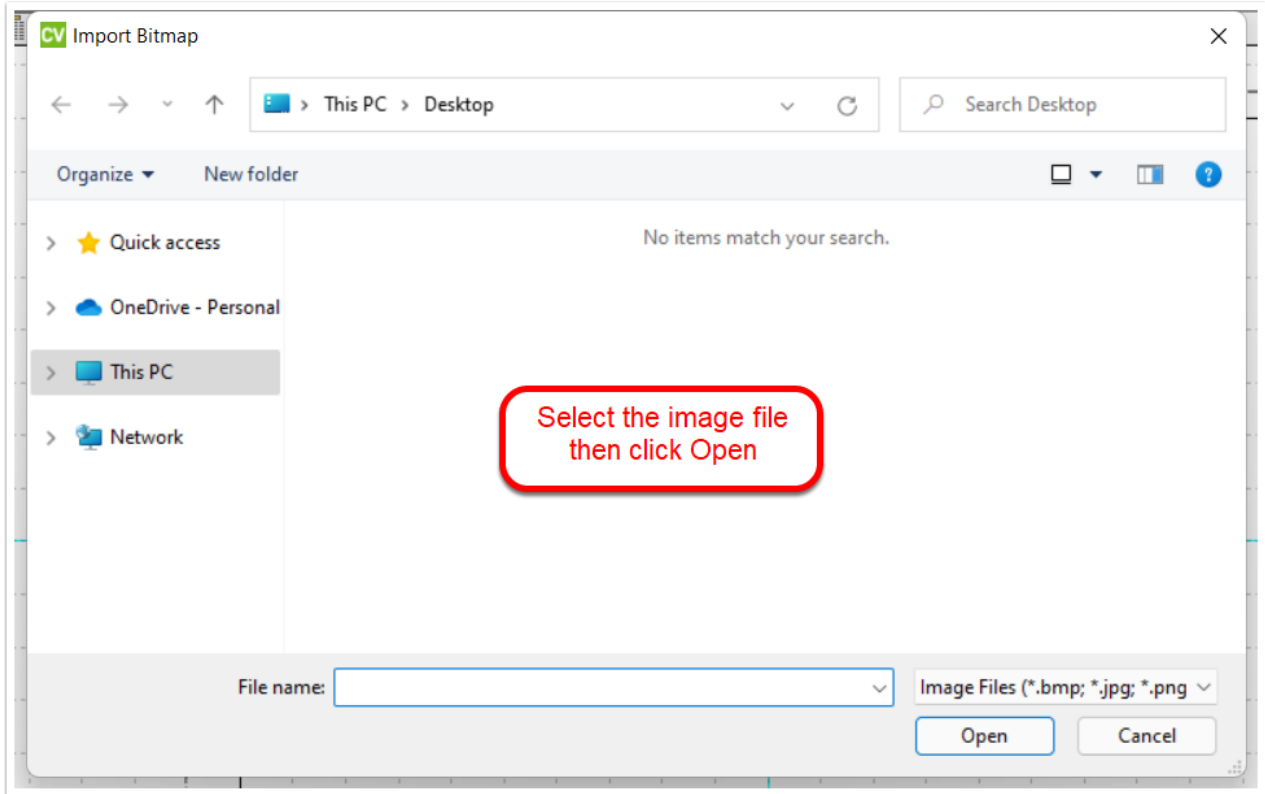 CV Import Bitmap
This PC > Desktop
Search Desktop
Organize
New folder
?
Quick access
No items match your search.
OneDrive - Personal
This PC
Network
Select the image file
then click Open
File name:
Image Files (*.bmp; *.jpg; *.png
Open
Cancel